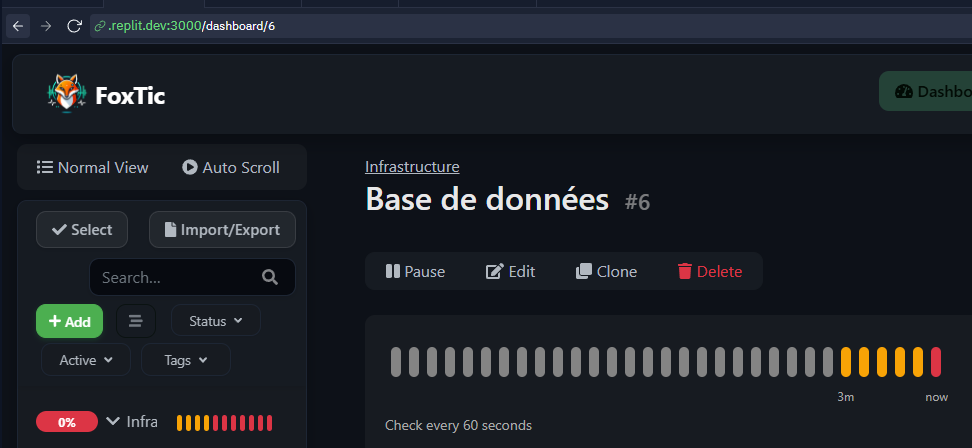 .replit.dev:3000/dashboard/6
FoxTic
Dashbo
Normal View Auto Scroll
Infrastructure
Base de données #6
Select Import/Export
Search...
Pause Edit Clone Delete
Add Status
Active Tags
3m now
0% Infra
Check every 60 seconds